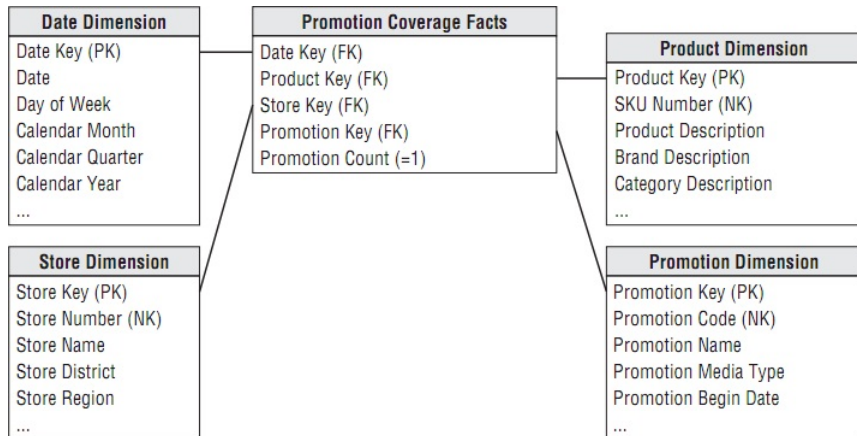 Date Dimension
Date Key (PK)
Date
Day of Week
Calendar Month
Calendar Quarter
Calendar Year
...
Promotion Coverage Facts
Date Key (FK)
Product Key (FK)
Store Key (FK)
Promotion Key (FK)
Promotion Count (=1)
Product Dimension
Product Key (PK)
SKU Number (NK)
Product Description
Brand Description
Category Description
...
Store Dimension
Store Key (PK)
Store Number (NK)
Store Name
Store District
Store Region
...
Promotion Dimension
Promotion Key (PK)
Promotion Code (NK)
Promotion Name
Promotion Media Type
Promotion Begin Date
...